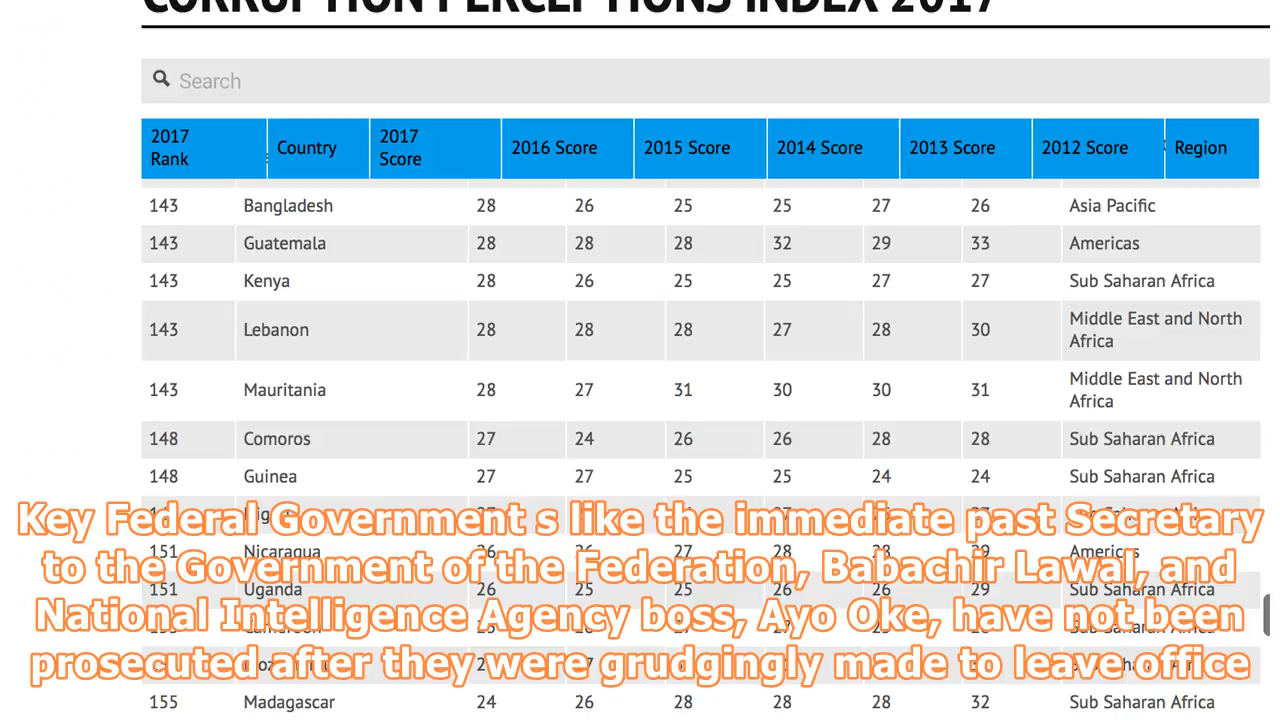 CORRUPTION PERCEPTIONS INDEX 2017
Search
2017 Rank Country 2017 Score 2016 Score 2015 Score 2014 Score 2013 Score 2012 Score Region
143 Bangladesh 28 26 25 25 27 26 Asia Pacific
143 Guatemala 28 28 28 32 29 33 Americas
143 Kenya 28 26 25 25 27 27 Sub Saharan Africa
143 Lebanon 28 28 28 27 28 30 Middle East and North Africa
143 Mauritania 28 27 31 30 30 31 Middle East and North Africa
148 Comoros 27 24 26 26 28 28 Sub Saharan Africa
148 Guinea 27 27 25 25 24 24 Sub Saharan Africa
Key Federal Government s like the immediate past Secretary
151 Nicaragua 26 26 27 28 28 29 Americas
to the Government of the Federation, Babachir Lawal, and
151 Uganda 26 25 25 26 26 29 Sub Saharan Africa
National Intelligence Agency boss, Ayo Oke, have not been
prosecuted after they were grudgingly made to leave office
155 Madagascar 24 26 28 28 28 32 Sub Saharan Africa